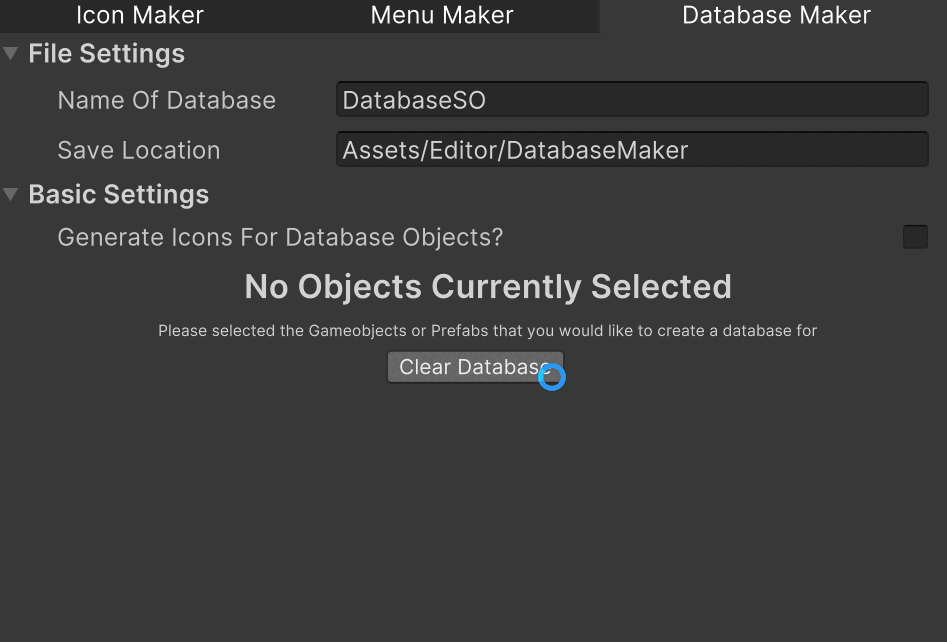 Icon Maker Menu Maker Database Maker
File Settings
Name Of Database DatabaseSO
Save Location Assets/Editor/DatabaseMaker
Basic Settings
Generate Icons For Database Objects?
No Objects Currently Selected
Please selected the Gameobjects or Prefabs that you would like to create a database for
Clear Database